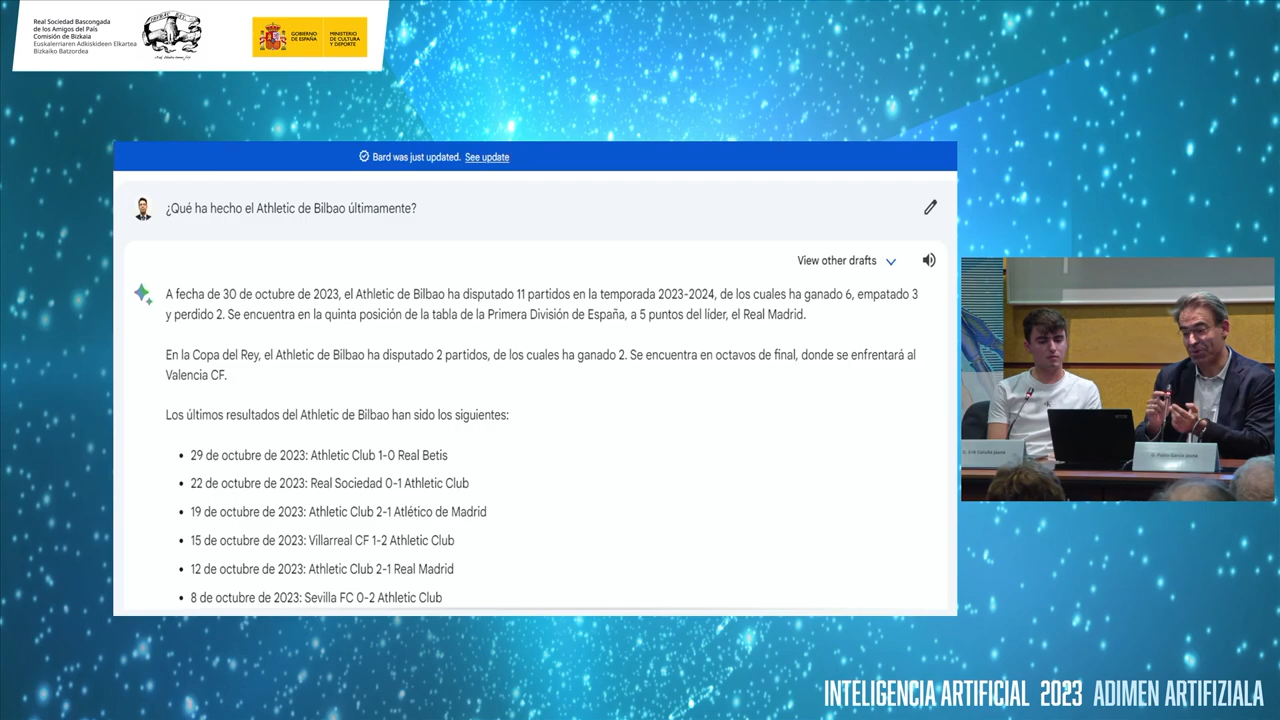 Real Sociedad Bascongada
de los Amigos del País
Comisión de Bizkaia
Euskalerriaren Adkiskideen Elkartea
Bizkaiko Batzordea
GOBIERNO
DE ESPAÑA
MINISTERIO
DE CULTURA
Y DEPORTE
Bard was just updated. See update
¿Qué ha hecho el Athletic de Bilbao últimamente?
View other drafts
A fecha de 30 de octubre de 2023, el Athletic de Bilbao ha disputado 11 partidos en la temporada 2023-2024, de los cuales ha ganado 6, empatado 3
y perdido 2. Se encuentra en la quinta posición de la tabla de la Primera División de España, a 5 puntos del líder, el Real Madrid.
En la Copa del Rey, el Athletic de Bilbao ha disputado 2 partidos, de los cuales ha ganado 2. Se encuentra en octavos de final, donde se enfrentará al
Valencia CF.
Los últimos resultados del Athletic de Bilbao han sido los siguientes:
• 29 de octubre de 2023: Athletic Club 1-0 Real Betis
• 22 de octubre de 2023: Real Sociedad 0-1 Athletic Club
• 19 de octubre de 2023: Athletic Club 2-1 Atlético de Madrid
• 15 de octubre de 2023: Villarreal CF 1-2 Athletic Club
• 12 de octubre de 2023: Athletic Club 2-1 Real Madrid
• 8 de octubre de 2023: Sevilla FC 0-2 Athletic Club
D. Pablo García jauna
INTELIGENCIA ARTIFICIAL 2023 ADIMEN ARTIFIZIALA